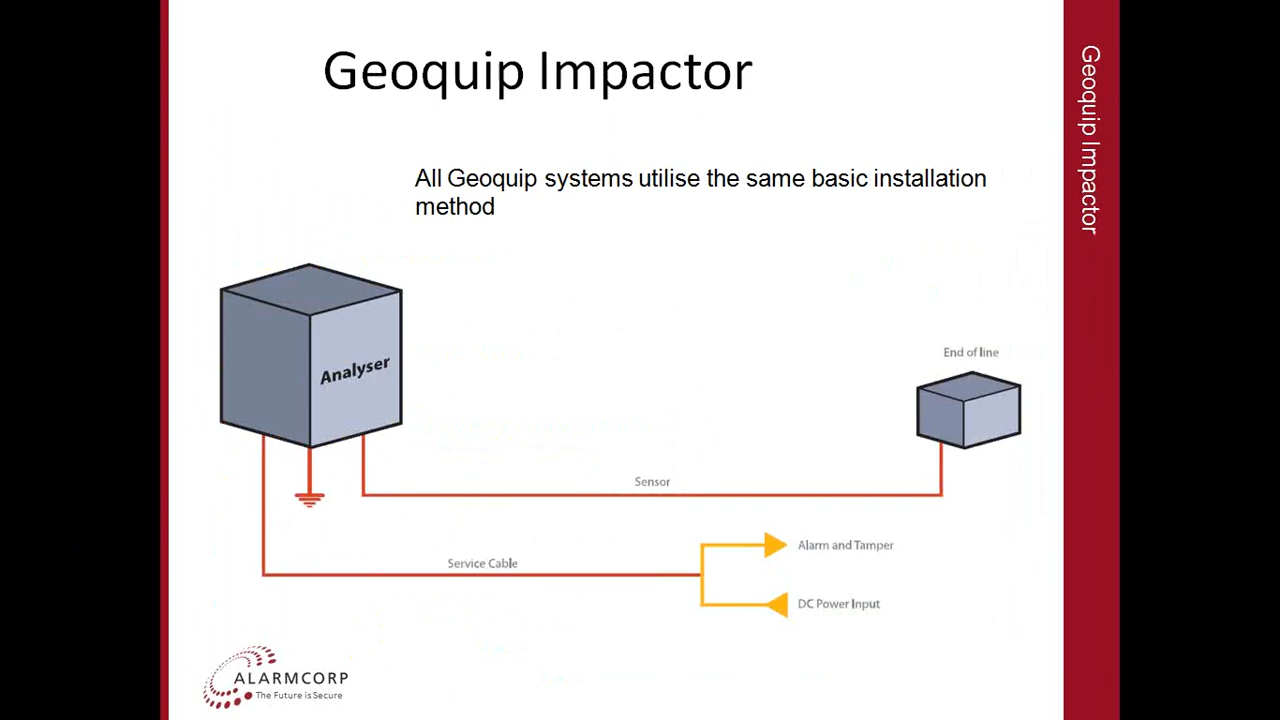 Geoquip Impactor
Geoquip Impactor
All Geoquip systems utilise the same basic installation
method
Analyser
End of line
Sensor
Alarm and Tamper
Service Cable
DC Power Input
ALARMCORP
The Future is Secure